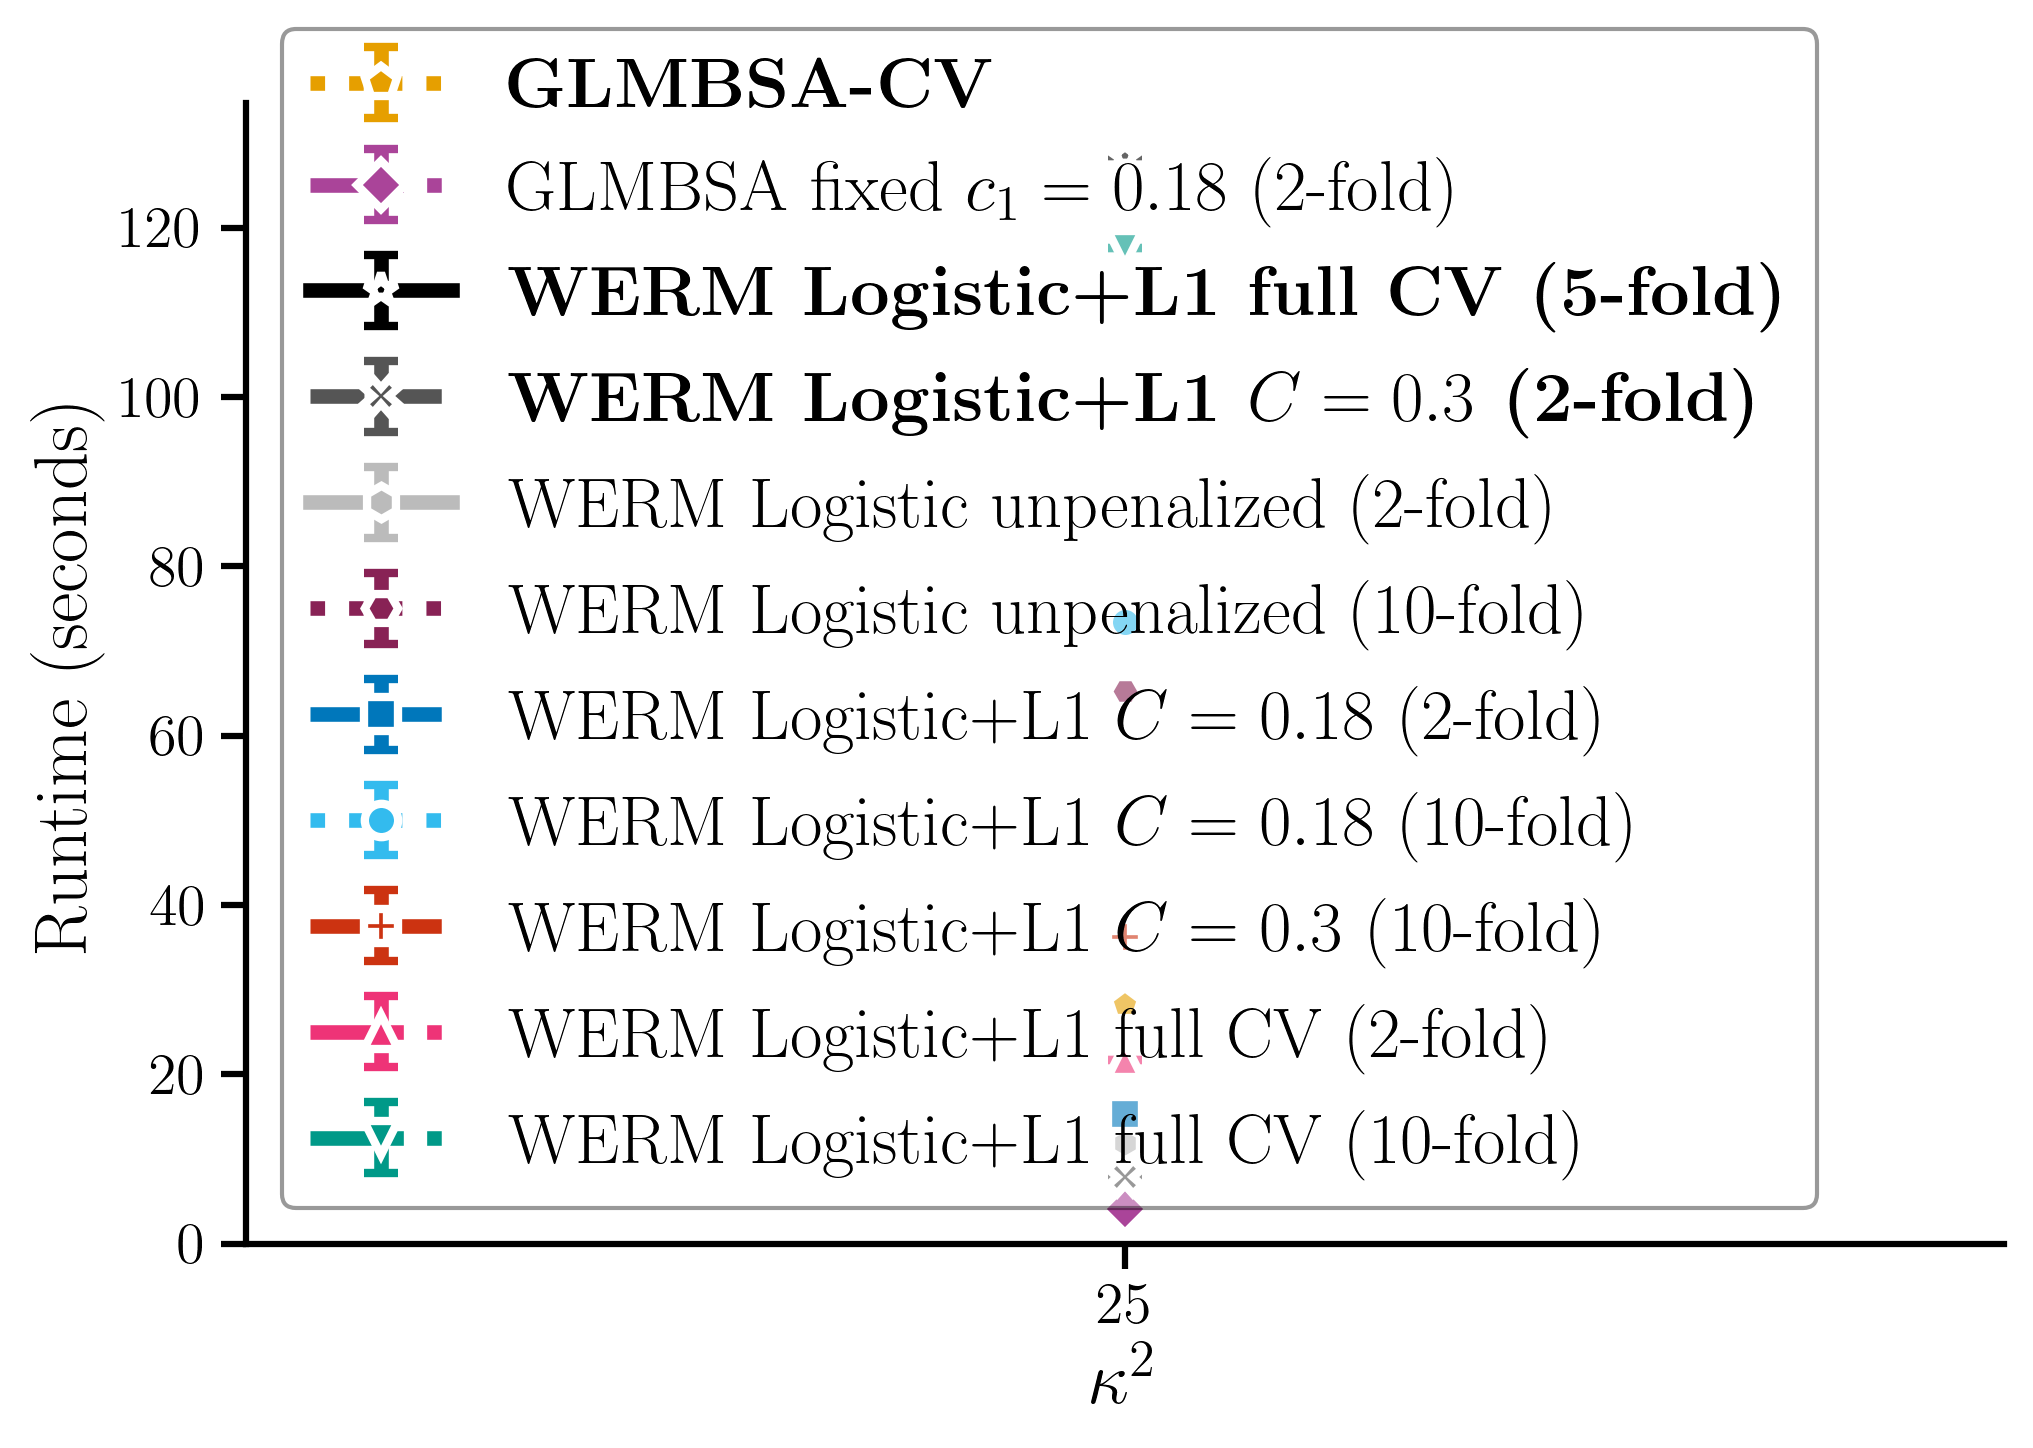 GLMBSA-CV
GLMBSA fixed c₁ = 0.18 (2-fold)
WERM Logistic+L1 full CV (5-fold)
WERM Logistic+L1 C = 0.3 (2-fold)
WERM Logistic unpenalized (2-fold)
WERM Logistic unpenalized (10-fold)
WERM Logistic+L1 C = 0.18 (2-fold)
WERM Logistic+L1 C = 0.18 (10-fold)
WERM Logistic+L1 C = 0.3 (10-fold)
WERM Logistic+L1 full CV (2-fold)
WERM Logistic+L1 full CV (10-fold)
Runtime (seconds)
120
100
80
60
40
20
0
25
κ²